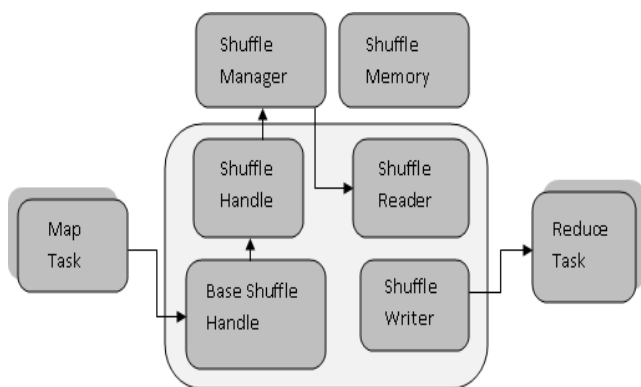 Shuffle
Manager
Shuffle
Memory
Shuffle
Handle
Shuffle
Reader
Map
Task
Reduce
Task
Base Shuffle
Handle
Shuffle
Writer